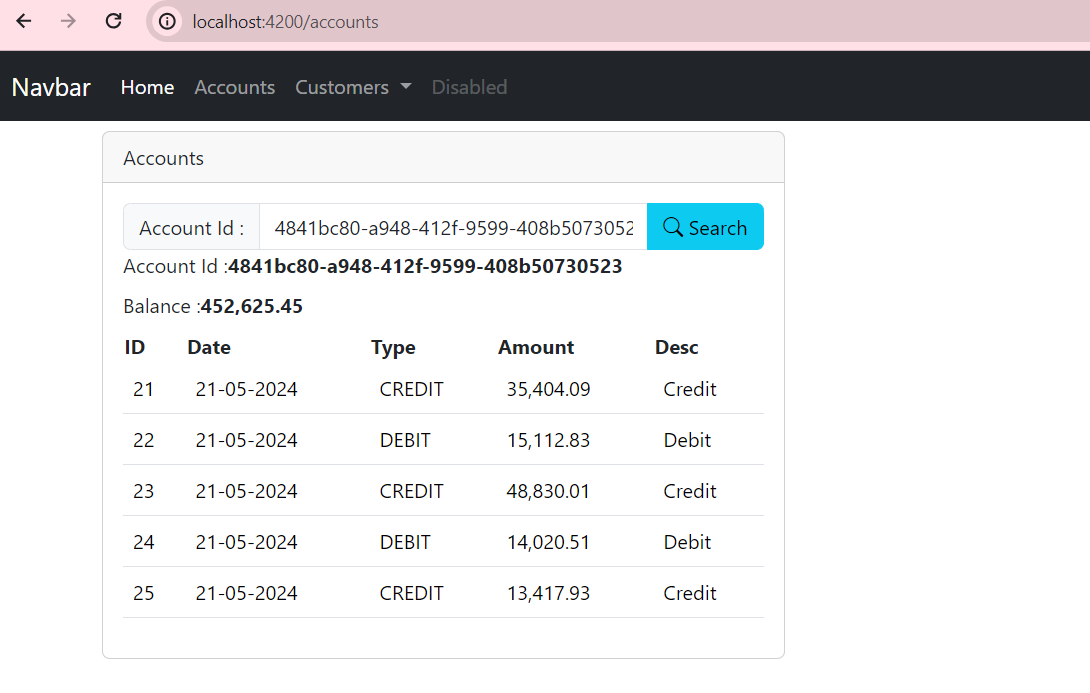 localhost:4200/accounts
Navbar Home Accounts Customers Disabled
Accounts
Account Id : 4841bc80-a948-412f-9599-408b5073052 Search
Account Id :4841bc80-a948-412f-9599-408b50730523
Balance :452,625.45
ID Date Type Amount Desc
21 21-05-2024 CREDIT 35,404.09 Credit
22 21-05-2024 DEBIT 15,112.83 Debit
23 21-05-2024 CREDIT 48,830.01 Credit
24 21-05-2024 DEBIT 14,020.51 Debit
25 21-05-2024 CREDIT 13,417.93 Credit